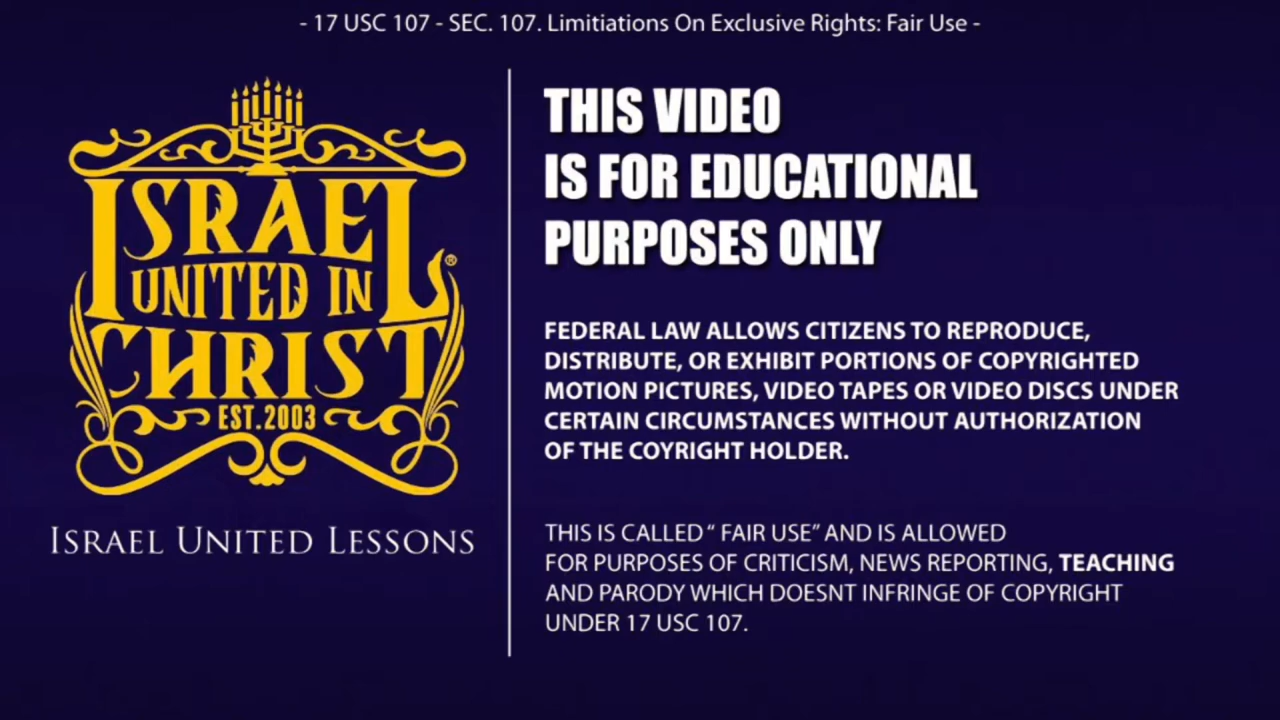 - 17 USC 107 - SEC. 107. Limitiations On Exclusive Rights: Fair Use -
ISRAEL
UNITED IN
CHRIST
®
EST.2003
ISRAEL UNITED LESSONS
THIS VIDEO
IS FOR EDUCATIONAL
PURPOSES ONLY
FEDERAL LAW ALLOWS CITIZENS TO REPRODUCE,
DISTRIBUTE, OR EXHIBIT PORTIONS OF COPYRIGHTED
MOTION PICTURES, VIDEO TAPES OR VIDEO DISCS UNDER
CERTAIN CIRCUMSTANCES WITHOUT AUTHORIZATION
OF THE COYRIGHT HOLDER.
THIS IS CALLED “ FAIR USE” AND IS ALLOWED
FOR PURPOSES OF CRITICISM, NEWS REPORTING, TEACHING
AND PARODY WHICH DOESNT INFRINGE OF COPYRIGHT
UNDER 17 USC 107.